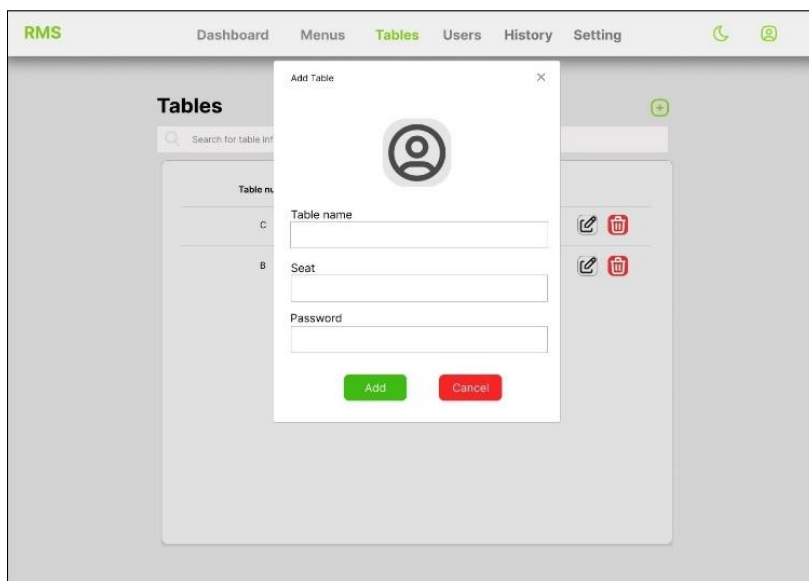 RMS Dashboard Menus Tables Users History Setting
Add Table
Tables
Search for table inf
Table nu
C
B
Table name
Seat
Password
Add Cancel